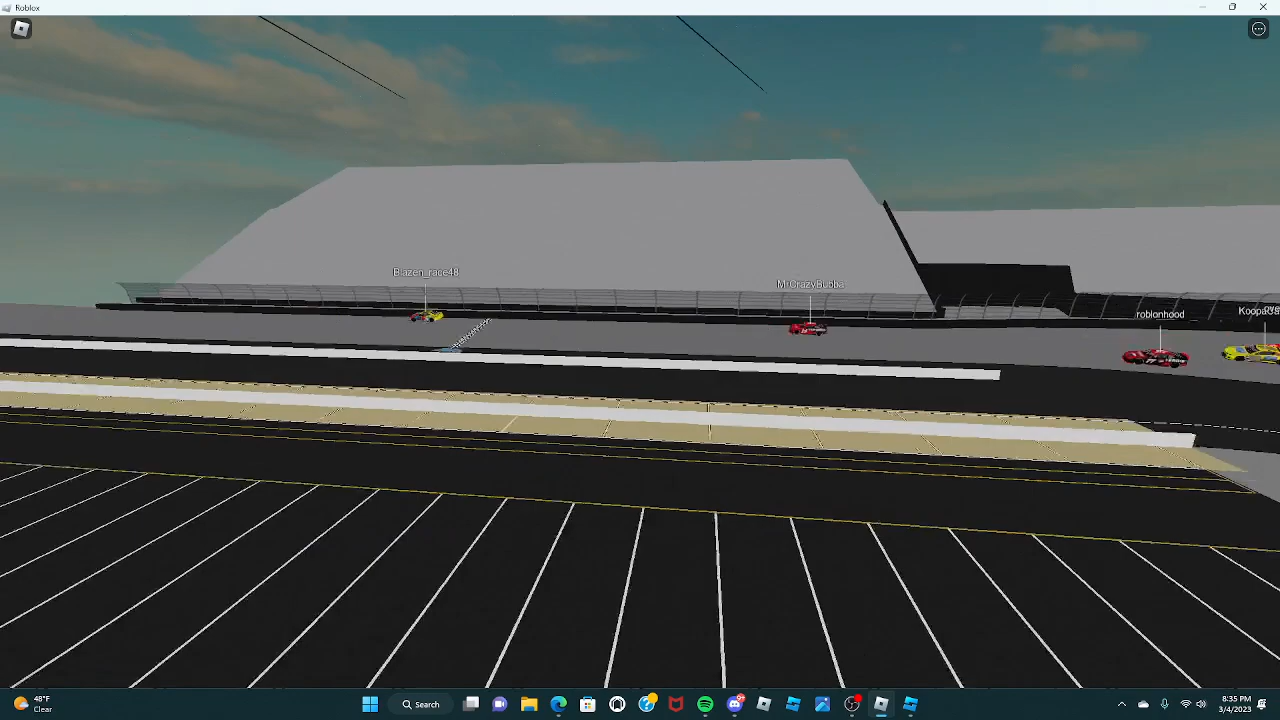 Roblox
Blazen_race48
MrCrazyBubba
roblonhood
48°F
Clear
Search
8:35 PM
3/4/2023